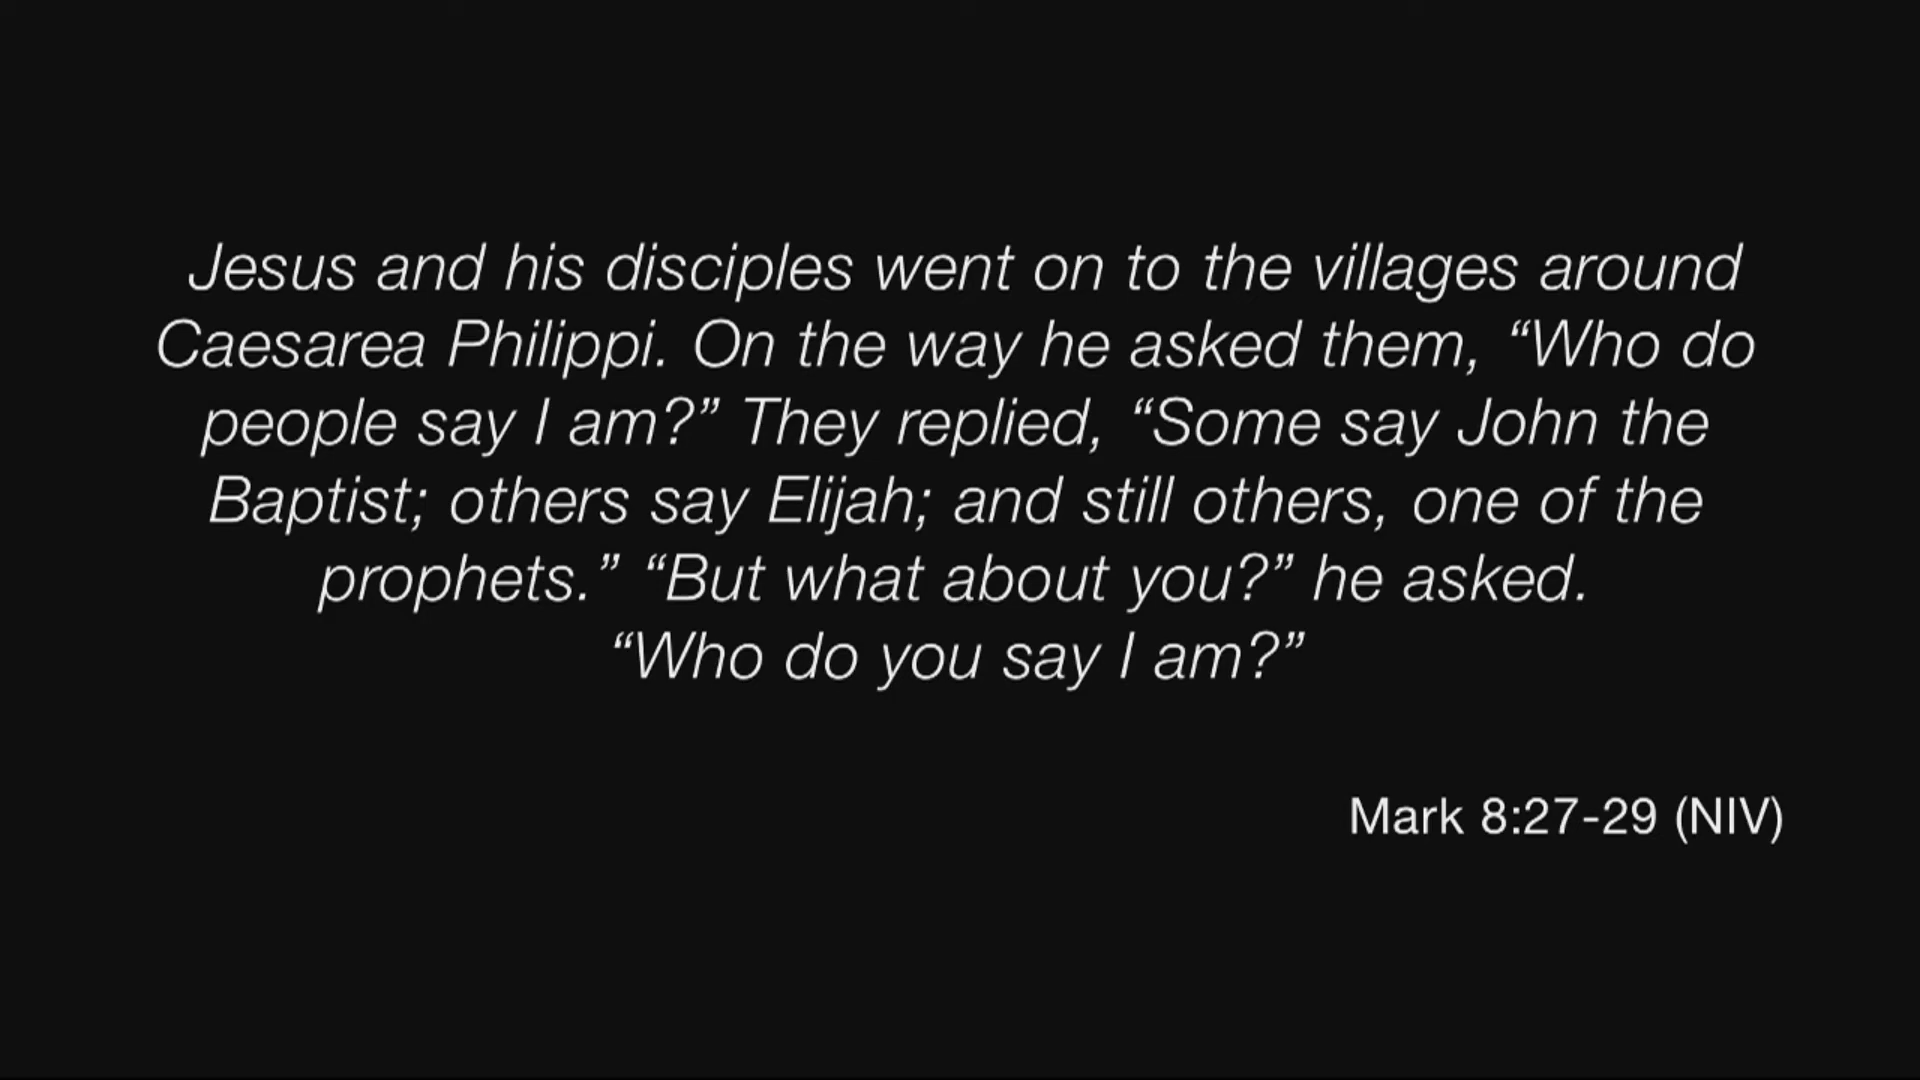 Jesus and his disciples went on to the villages around
Caesarea Philippi. On the way he asked them, “Who do
people say I am?” They replied, “Some say John the
Baptist; others say Elijah; and still others, one of the
prophets.” “But what about you?” he asked.
“Who do you say I am?”
Mark 8:27-29 (NIV)